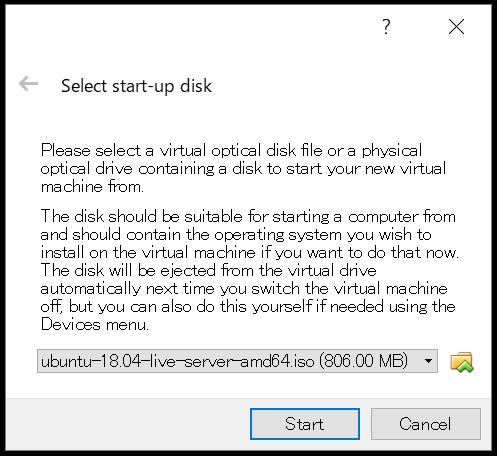 ?
Select start-up disk
Please select a virtual optical disk file or a physical
optical drive containing a disk to start your new virtual
machine from.
The disk should be suitable for starting a computer from
and should contain the operating system you wish to
install on the virtual machine if you want to do that now.
The disk will be ejected from the virtual drive
automatically next time you switch the virtual machine
off, but you can also do this yourself if needed using the
Devices menu.
ubuntu-18.04-live-server-amd64.iso (806.00 MB)
Start Cancel